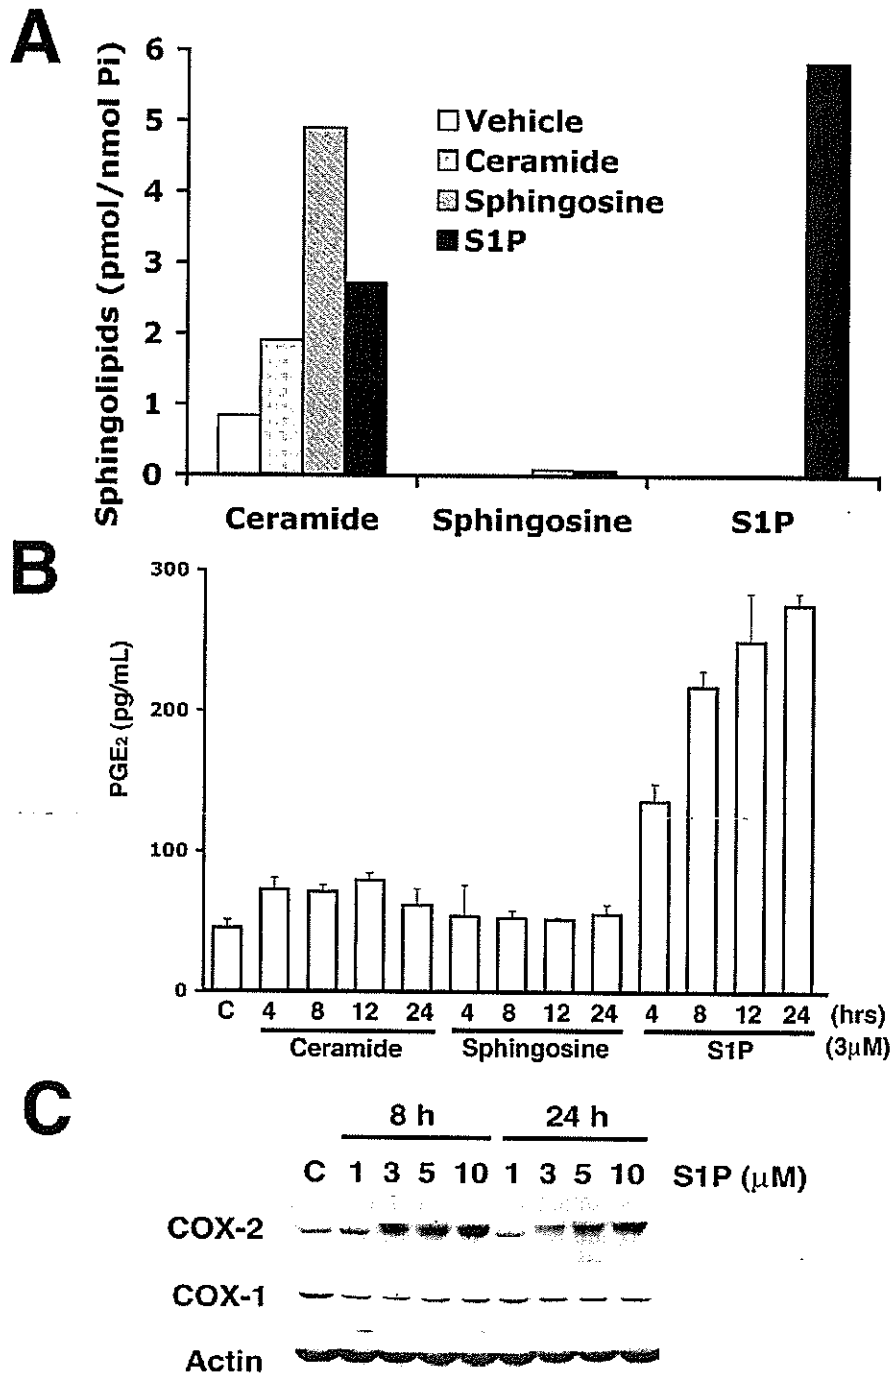 A
Sphingolipids (pmol/nmol Pi)
6
5
4
3
2
1
0
Vehicle
Ceramide
Sphingosine
S1P
Ceramide Sphingosine S1P
B
PGE₂ (pg/mL)
300
200
100
0
C 4 8 12 24 4 8 12 24 4 8 12 24 (hrs)
Ceramide Sphingosine S1P (3μM)
C
8 h 24 h
C 1 3 5 10 1 3 5 10 S1P (μM)
COX-2
COX-1
Actin